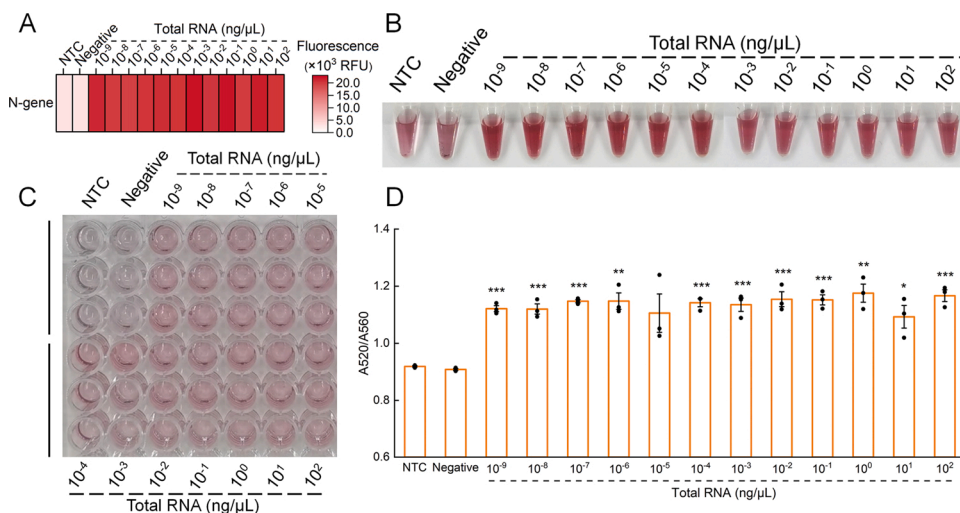 A
Total RNA (ng/µL)
NTC
Negative
10-9
10-8
10-7
10-6
10-5
10-4
10-3
10-2
10-1
100
101
102
Fluorescence
(×10³ RFU)
20.0
15.0
10.0
5.0
0.0
N-gene
B
Total RNA (ng/µL)
NTC
Negative
10-9
10-8
10-7
10-6
10-5
10-4
10-3
10-2
10-1
100
101
102
C
Total RNA (ng/µL)
NTC
Negative
10-9
10-8
10-7
10-6
10-5
10-4
10-3
10-2
10-1
100
101
102
Total RNA (ng/µL)
D
A520/A560
1.4
1.2
1.0
0.8
0.6
*** *** *** ** *** *** *** *** ** * ***
NTC Negative 10-9 10-8 10-7 10-6 10-5 10-4 10-3 10-2 10-1 100 101 102
Total RNA (ng/µL)